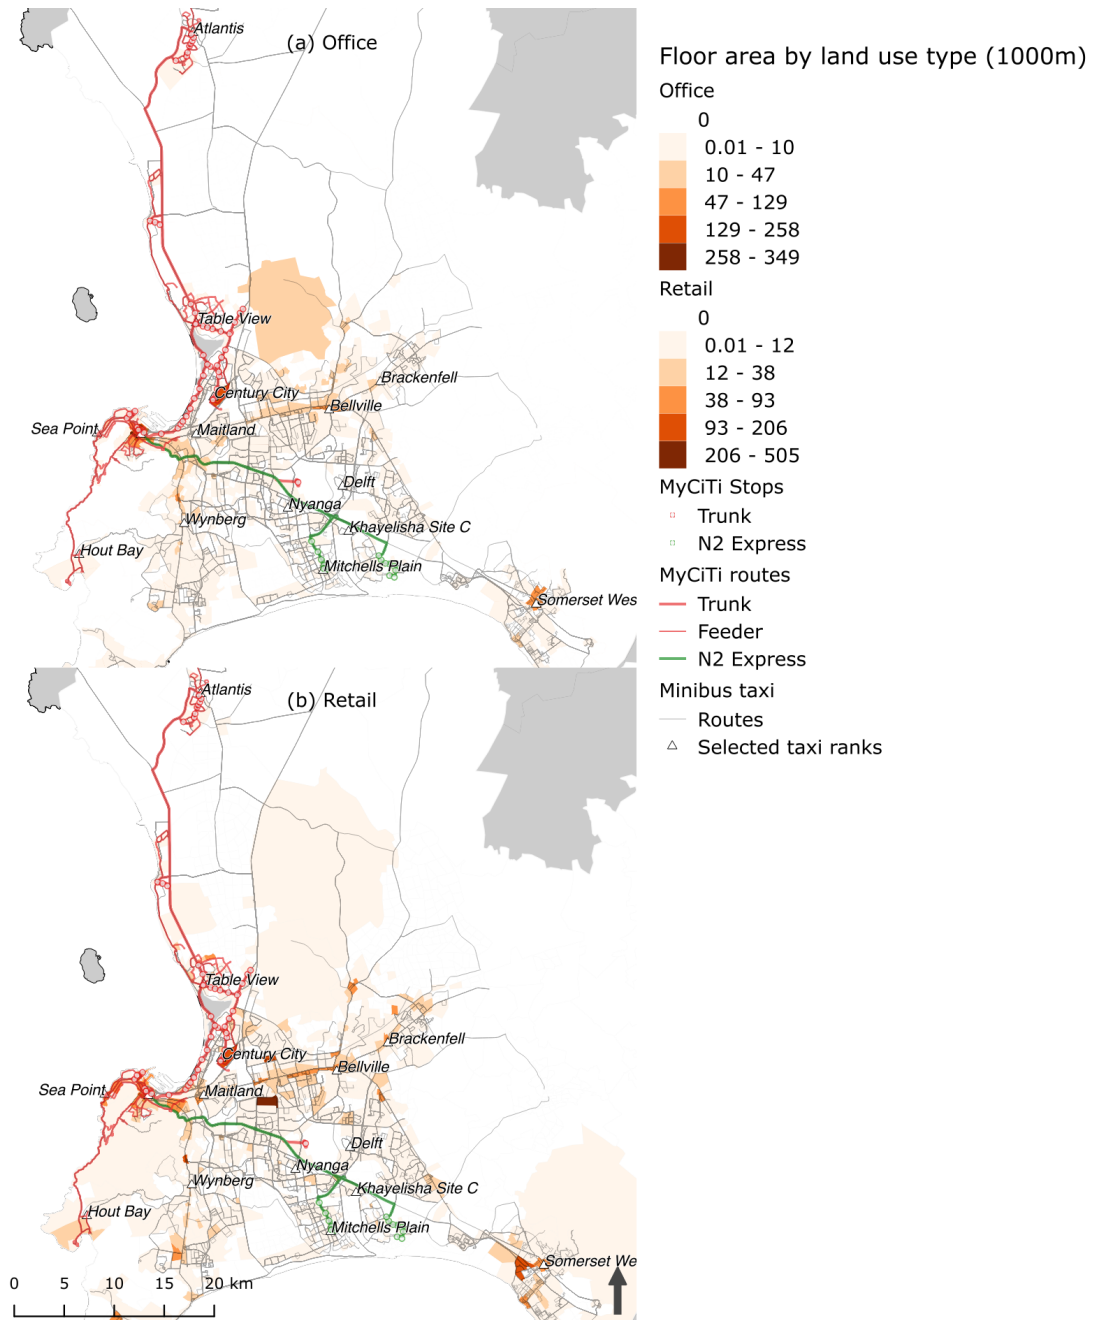 Atlantis
(a) Office
Table View
Century City
Brackenfell
Bellville
Sea Point
Maitland
Delft
Nyanga
Wynberg
Khayelisha Site C
Hout Bay
Mitchells Plain
Somerset Wes
Atlantis
(b) Retail
Table View
Century City
Brackenfell
Bellville
Sea Point
Maitland
Delft
Nyanga
Wynberg
Khayelisha Site C
Hout Bay
Mitchells Plain
Somerset We
0 5 10 15 20 km
Floor area by land use type (1000m)
Office
0
0.01 - 10
10 - 47
47 - 129
129 - 258
258 - 349
Retail
0
0.01 - 12
12 - 38
38 - 93
93 - 206
206 - 505
MyCiTi Stops
Trunk
N2 Express
MyCiTi routes
Trunk
Feeder
N2 Express
Minibus taxi
Routes
Selected taxi ranks